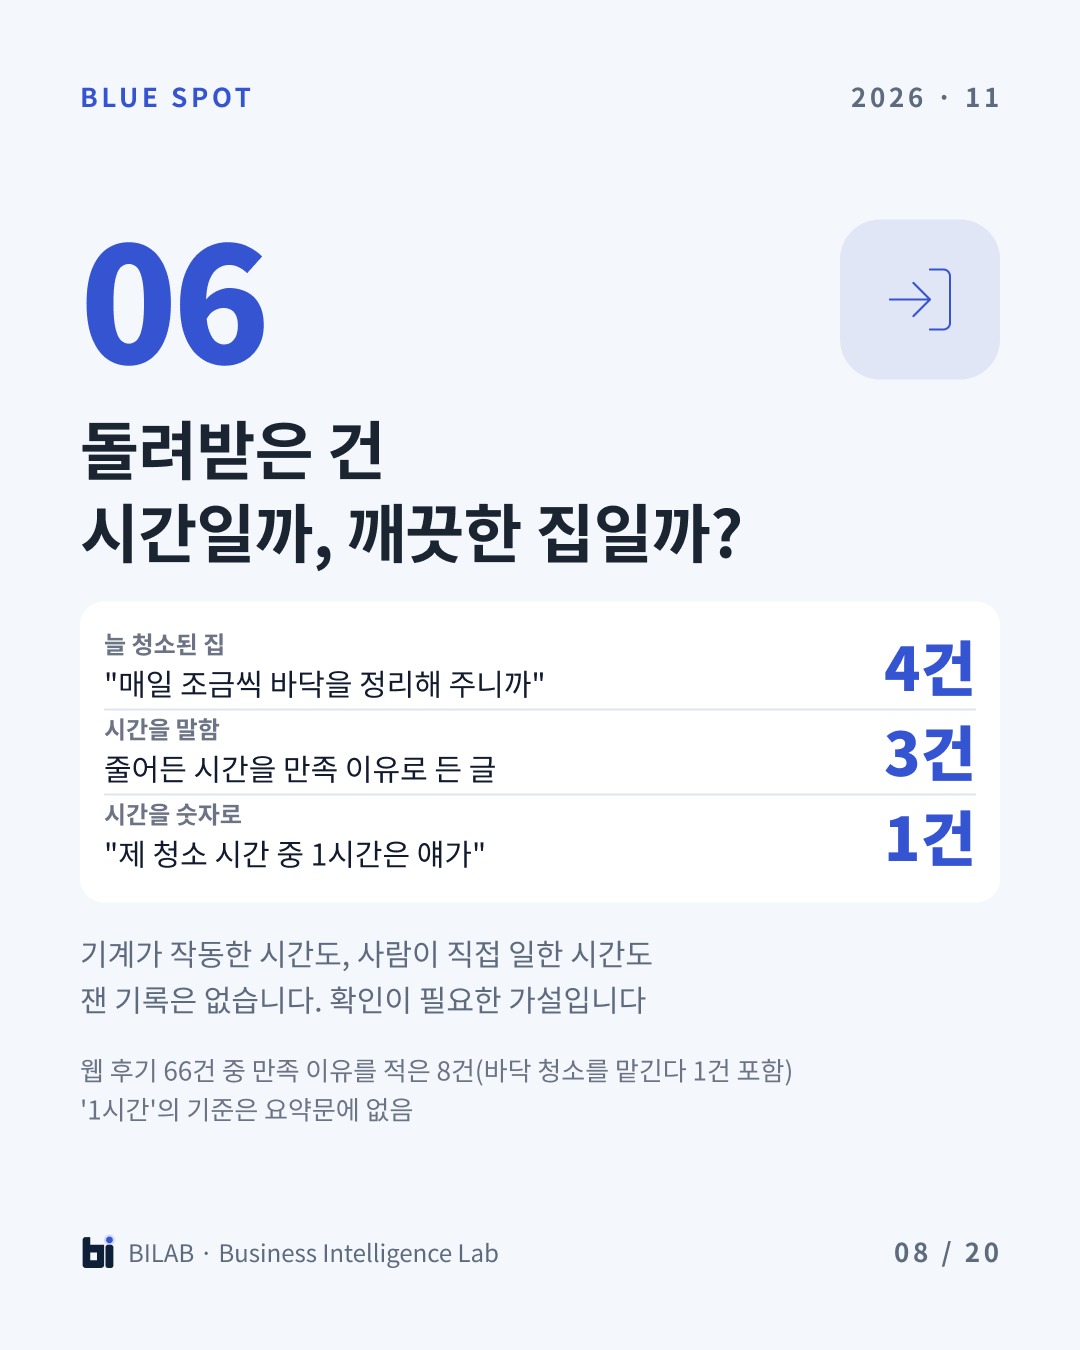 BLUE SPOT
2026 · 11
06
돌려받은 건
시간일까, 깨끗한 집일까?
늘 청소된 집
"매일 조금씩 바닥을 정리해 주니까"
4건
시간을 말함
줄어든 시간을 만족 이유로 든 글
3건
시간을 숫자로
"제 청소 시간 중 1시간은 얘가"
1건
기계가 작동한 시간도, 사람이 직접 일한 시간도
잰 기록은 없습니다. 확인이 필요한 가설입니다
웹 후기 66건 중 만족 이유를 적은 8건(바닥 청소를 맡긴다 1건 포함)
'1시간'의 기준은 요약문에 없음
bi BILAB · Business Intelligence Lab
08 / 20